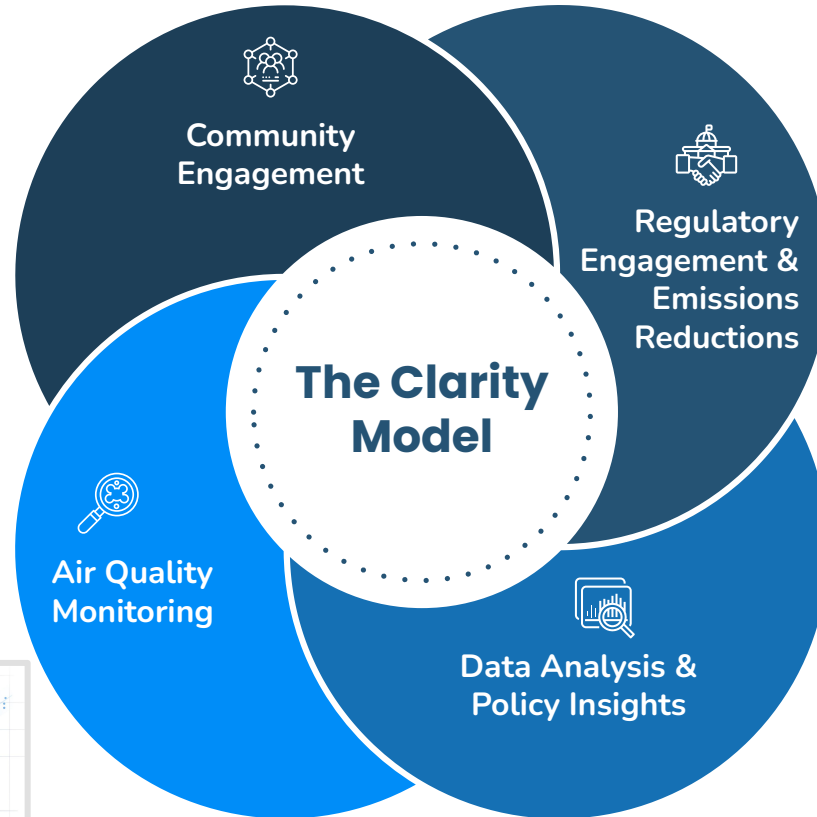 Community
Engagement
Regulatory
Engagement &
Emissions
Reductions
The Clarity
Model
Air Quality
Monitoring
Data Analysis &
Policy Insights